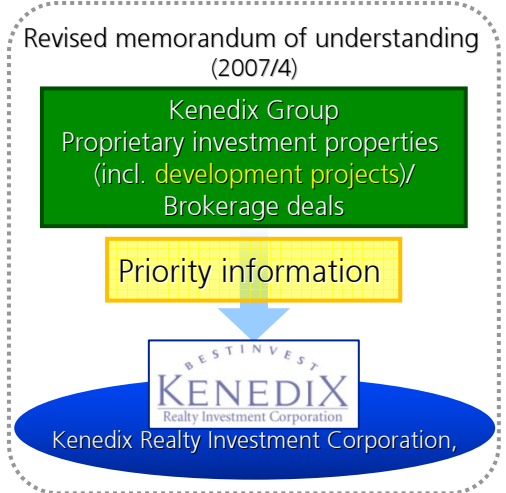 Revised memorandum of understanding
(2007/4)
Kenedix Group
Proprietary investment properties
(incl. development projects)/
Brokerage deals
Priority information
BESTINVEST
KENEDIX
Realty Investment Corporation
Kenedix Realty Investment Corporation,